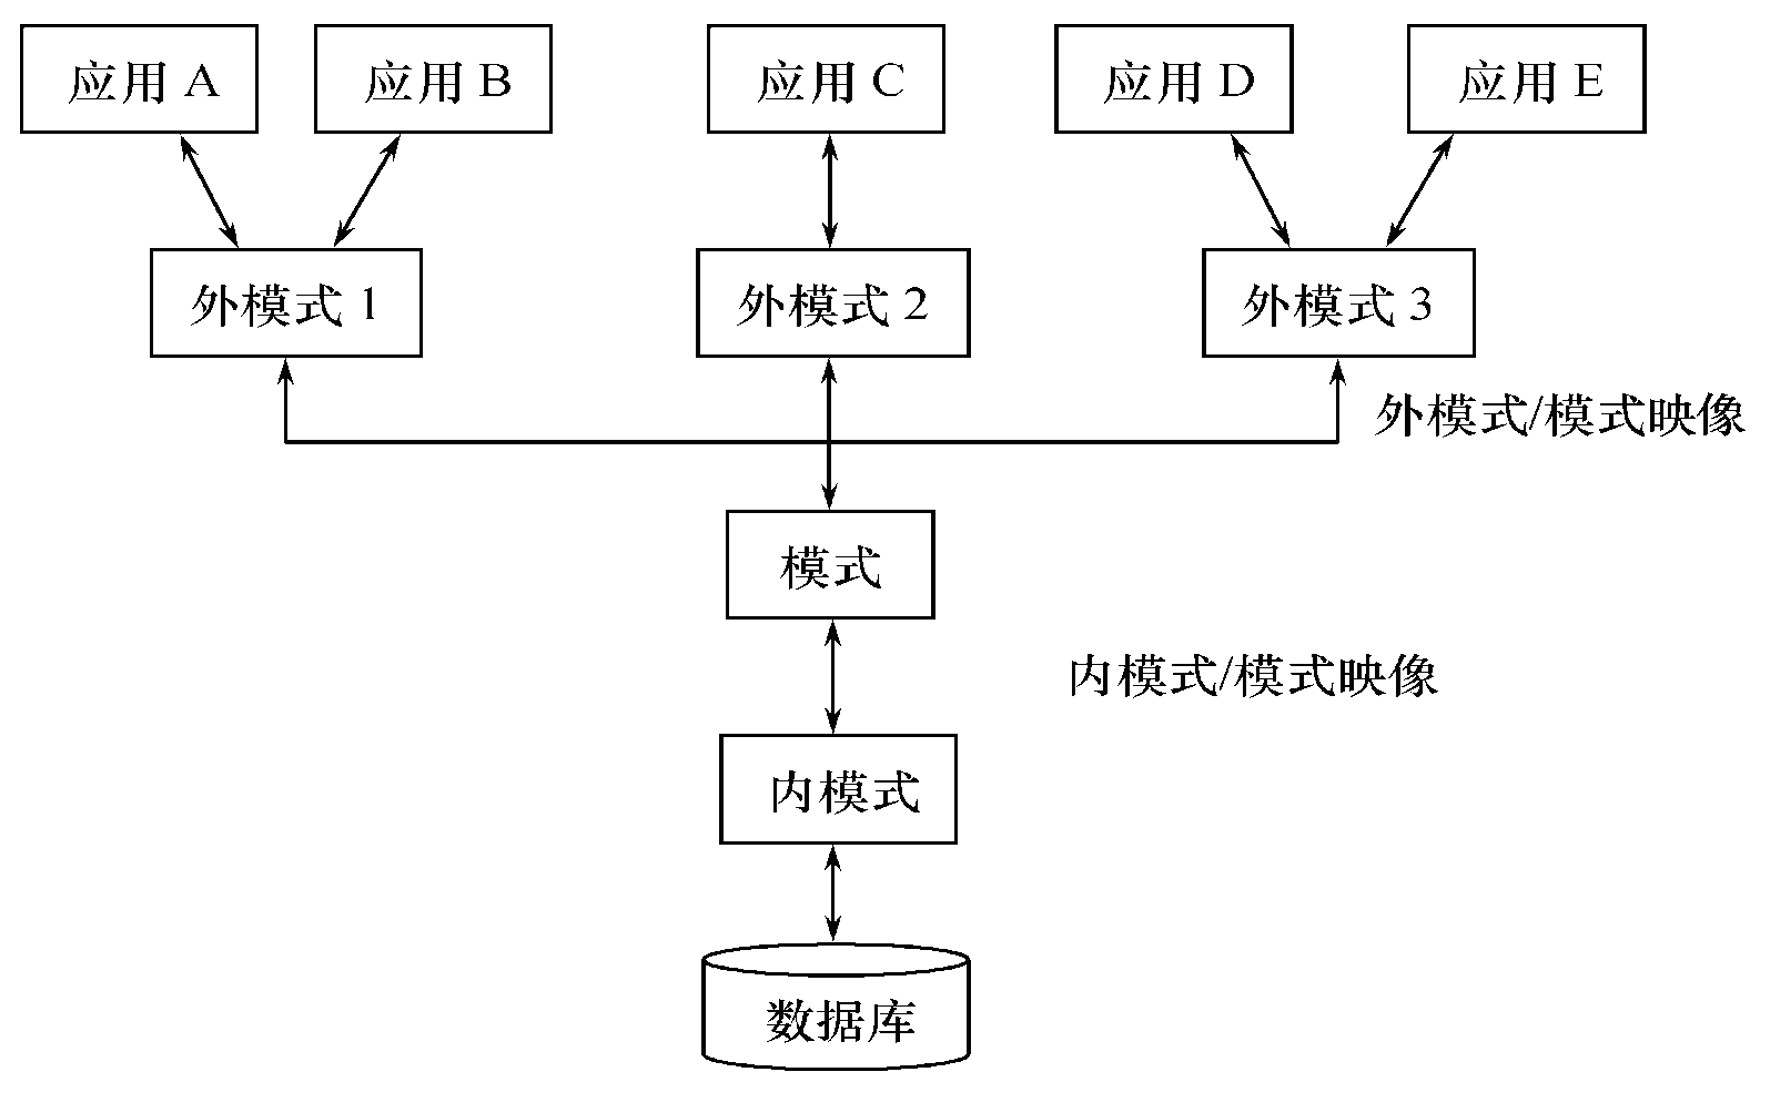 应用 A
应用 B
应用 C
应用 D
应用 E
外模式 1
外模式 2
外模式 3
外模式/模式映像
模式
内模式/模式映像
内模式
数据库